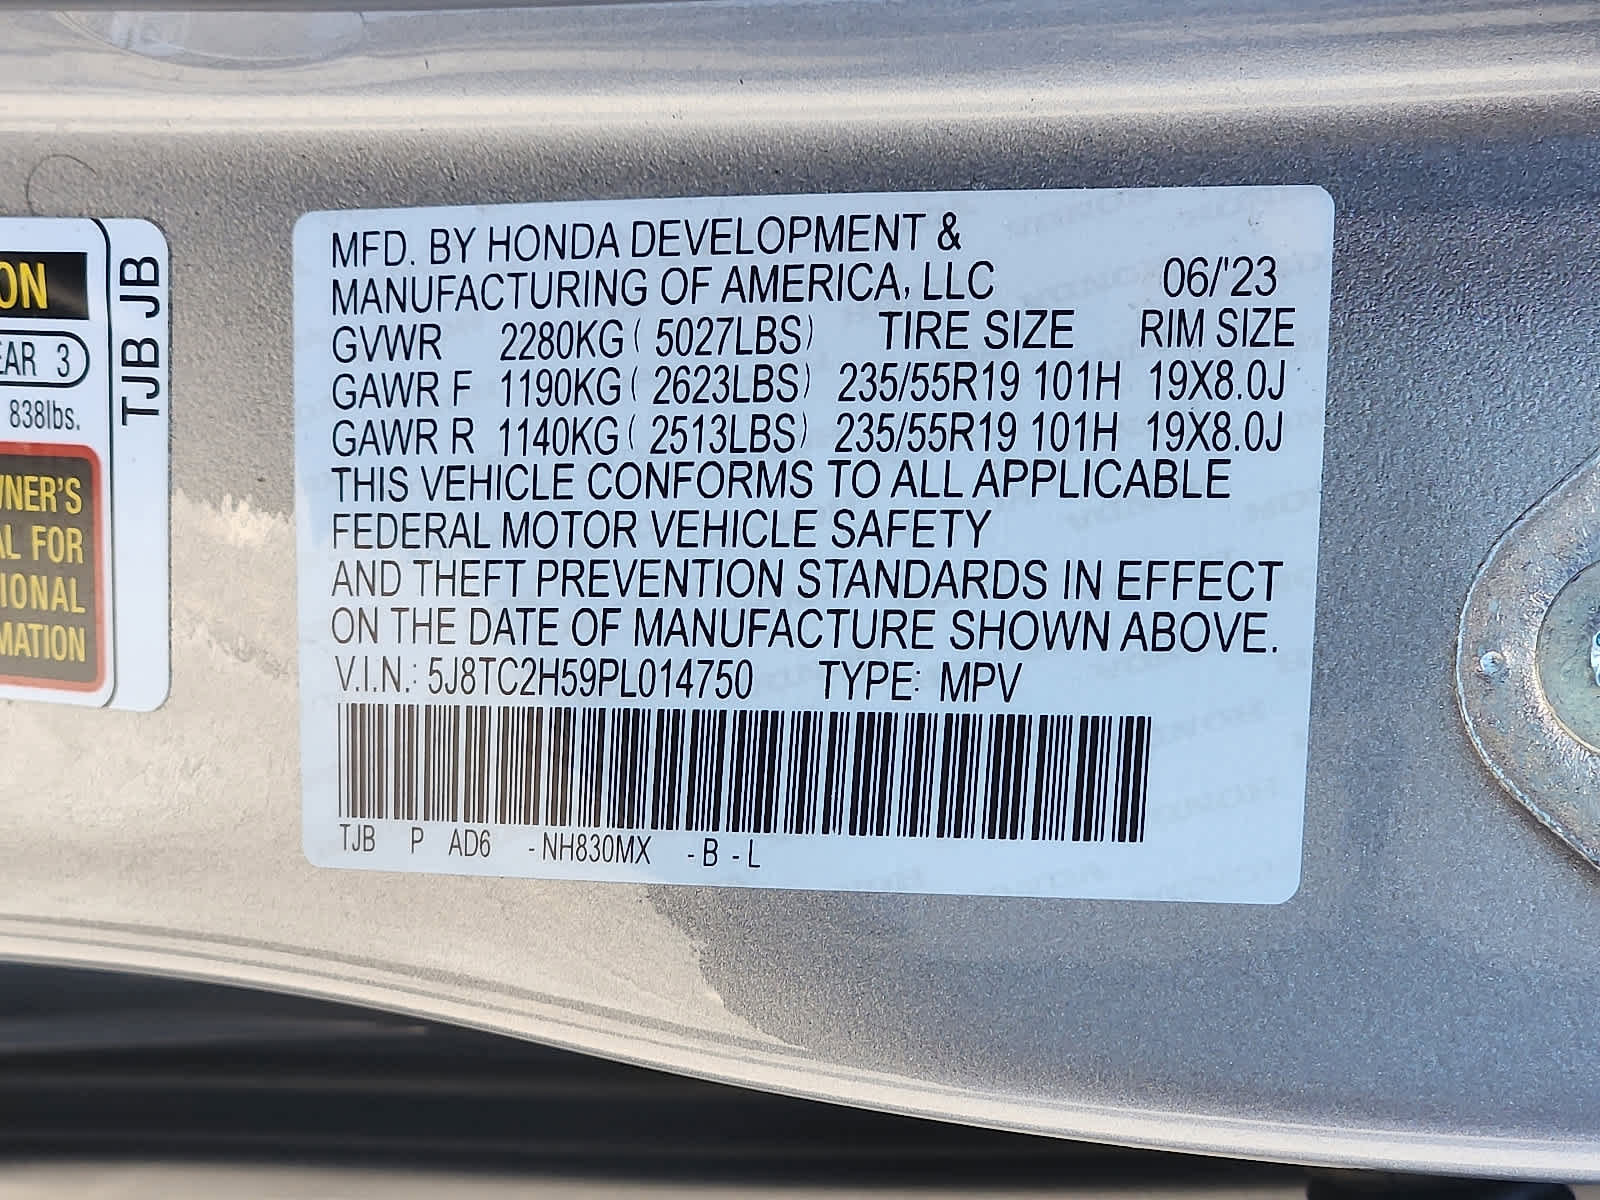 MFD. BY HONDA DEVELOPMENT &
MANUFACTURING OF AMERICA, LLC 06/'23
GVWR 2280KG ( 5027LBS) TIRE SIZE RIM SIZE
GAWR F 1190KG ( 2623LBS) 235/55R19 101H 19X8.0J
GAWR R 1140KG ( 2513LBS) 235/55R19 101H 19X8.0J
THIS VEHICLE CONFORMS TO ALL APPLICABLE
FEDERAL MOTOR VEHICLE SAFETY
AND THEFT PREVENTION STANDARDS IN EFFECT
ON THE DATE OF MANUFACTURE SHOWN ABOVE.
V.I.N.: 5J8TC2H59PL014750 TYPE: MPV
TJB P AD6 -NH830MX -B -L
ON
EAR 3
838lbs.
WNER'S
AL FOR
IONAL
MATION
TJB JB